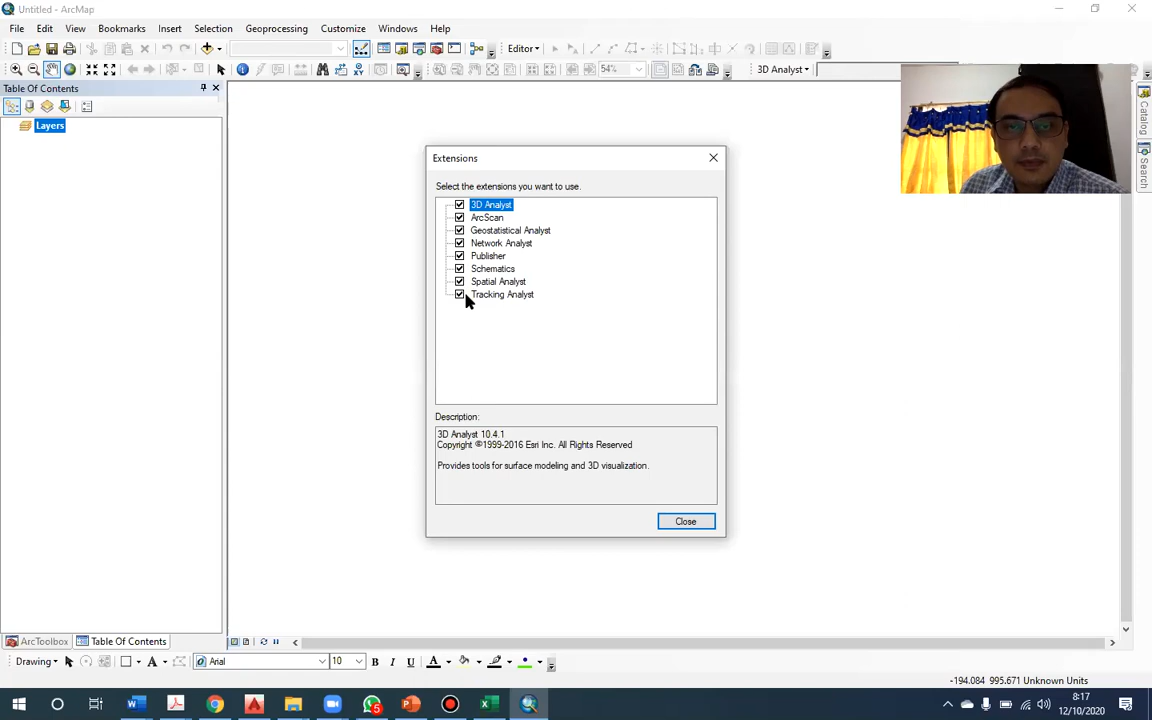 Untitled - ArcMap
File Edit View Bookmarks Insert Selection Geoprocessing Customize Windows Help
Editor
54%
3D Analyst
Table Of Contents
Layers
Catalog
Search
Extensions
Select the extensions you want to use.
3D Analyst
ArcScan
Geostatistical Analyst
Network Analyst
Publisher
Schematics
Spatial Analyst
Tracking Analyst
Description:
3D Analyst 10.4.1
Copyright ©1999-2016 Esri Inc. All Rights Reserved
Provides tools for surface modeling and 3D visualization.
Close
ArcToolbox Table Of Contents
Drawing A Arial 10 B I U A
-194.084 995.671 Unknown Units
5
8:17
12/10/2020